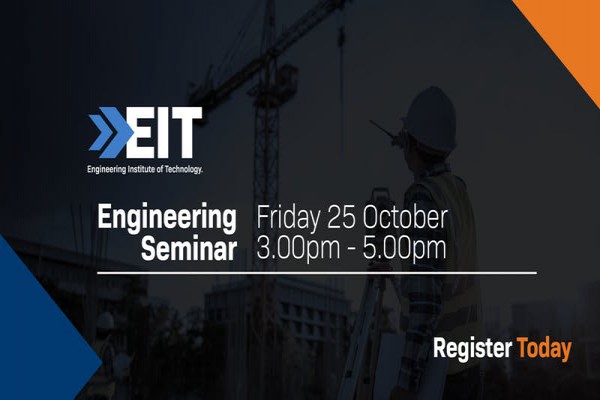 EIT
Engineering Institute of Technology.
Engineering
Seminar
Friday 25 October
3.00pm - 5.00pm
Register Today